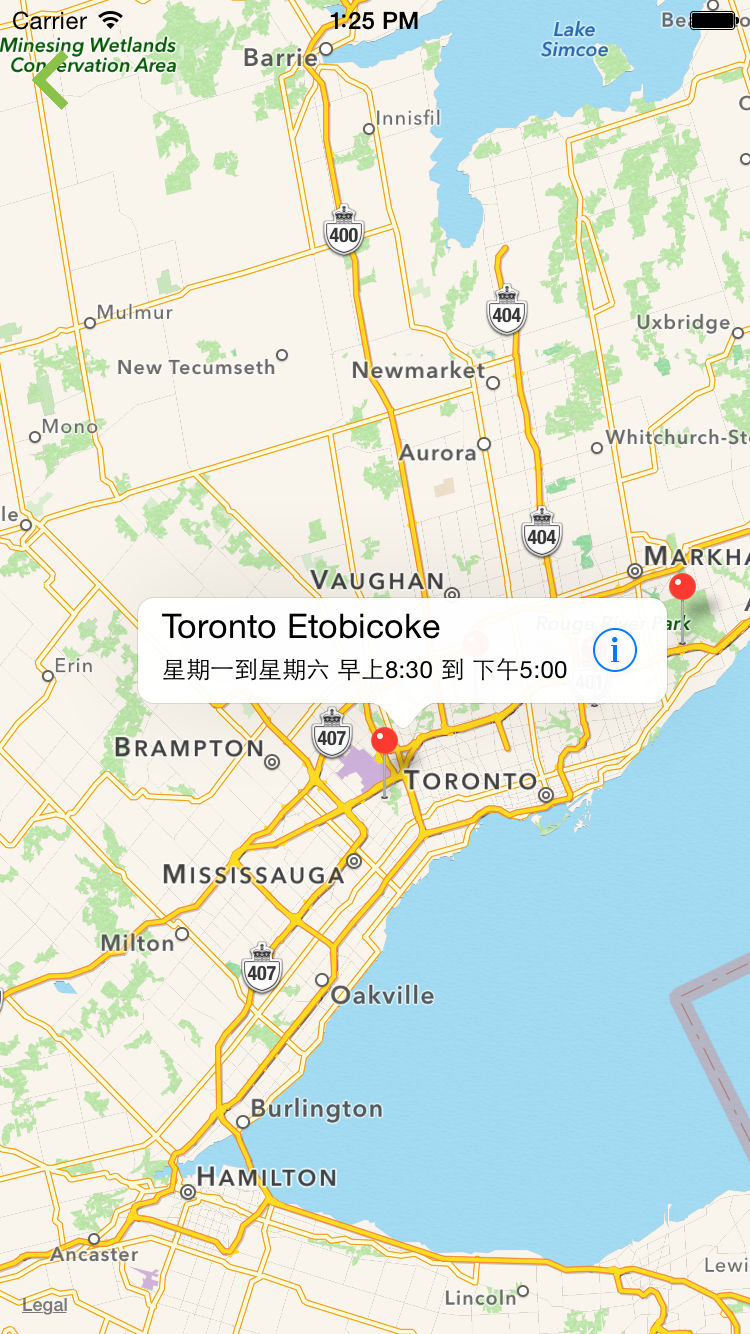 Carrier 1:25 PM
Minesing Wetlands
Conservation Area
Barrie
Lake
Simcoe
Innisfil
400
404
Mulmur
Uxbridge
New Tecumseth
Newmarket
Mono
Aurora
Whitchurch-St
le
404
VAUGHAN
MARKHA
Toronto Etobicoke
Rouge River Park
星期一到星期六 早上8:30 到 下午5:00
401
Erin
407
BRAMPTON
TORONTO
MISSISSAUGA
Milton
407
Oakville
Burlington
HAMILTON
Ancaster
Lewi
Lincoln
Legal